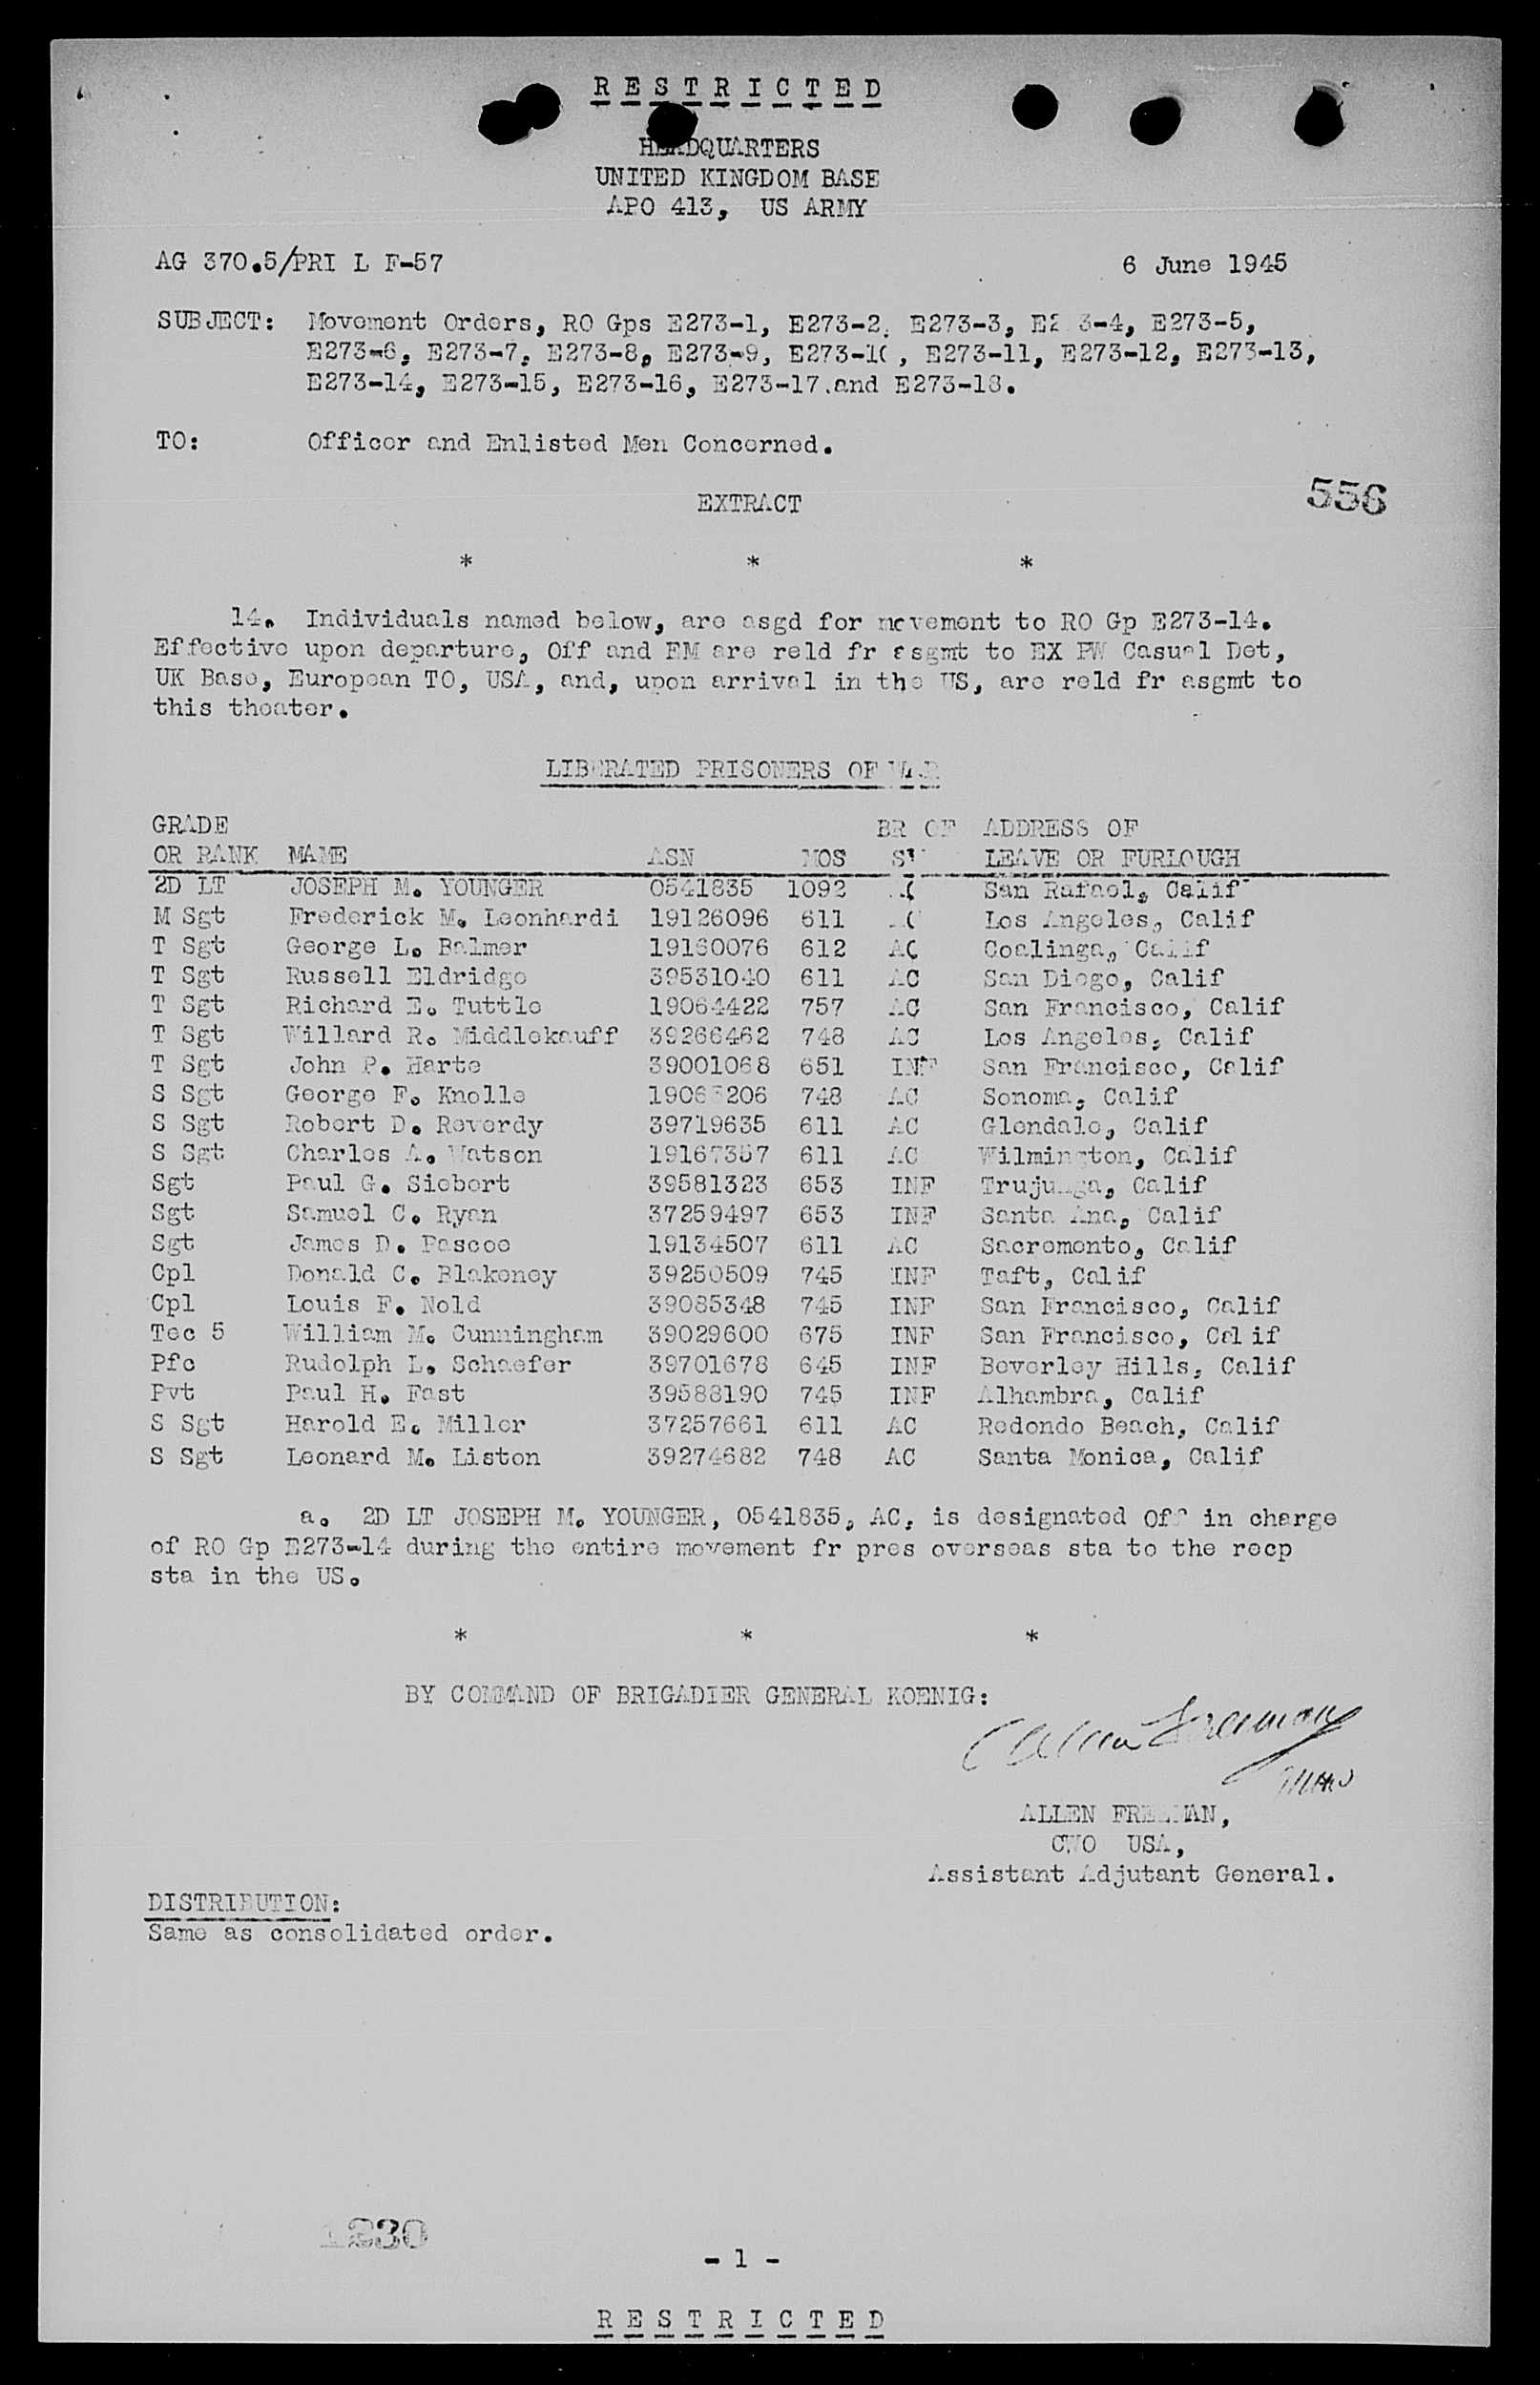 RESTRICTED
HEADQUARTERS
UNITED KINGDOM BASE
APO 413, US ARMY
AG 370.5/PRI L F-57 6 June 1945
SUBJECT: Movement Orders, RO Gps E273-1, E273-2, E273-3, E273-4, E273-5,
E273-6, E273-7, E273-8, E273-9, E273-10, E273-11, E273-12, E273-13,
E273-14, E273-15, E273-16, E273-17 and E273-18.
TO: Officer and Enlisted Men Concerned.
EXTRACT
556
* * *
14. Individuals named below, are asgd for movement to RO Gp E273-14.
Effective upon departure, Off and EM are reld fr asgmt to EX PW Casual Det,
UK Base, European TO, USA, and, upon arrival in the US, are reld fr asgmt to
this theater.
LIBERATED PRISONERS OF WAR
GRADE BR OF ADDRESS OF
OR RANK NAME ASN MOS SV LEAVE OR FURLOUGH
2D LT JOSEPH M. YOUNGER 0541835 1092 AC San Rafael, Calif
M Sgt Frederick M. Leonhardi 19126096 611 AC Los Angeles, Calif
T Sgt George L. Balmer 19160076 612 AC Coalinga, Calif
T Sgt Russell Eldridge 39531040 611 AC San Diego, Calif
T Sgt Richard E. Tuttle 19064422 757 AC San Francisco, Calif
T Sgt Willard R. Middlekauff 39266462 748 AC Los Angeles, Calif
T Sgt John P. Harte 39001068 651 INF San Francisco, Calif
S Sgt George F. Knolle 748 AC Sonoma, Calif
S Sgt Robert D. Reverdy 39719635 611 AC Glendale, Calif
S Sgt Charles A. Watson 611 AC Wilmington, Calif
Sgt Paul G. Siebert 39581323 653 INF Trujunga, Calif
Sgt Samuel C. Ryan 37259497 653 INF Santa Ana, Calif
Sgt James D. Pascoe 19134507 611 AC Sacremento, Calif
Cpl Donald C. Blakeney 39250509 745 INF Taft, Calif
Cpl Louis F. Nold 39085348 745 INF San Francisco, Calif
Tec 5 William M. Cunningham 39029600 675 INF San Francisco, Calif
Pfc Rudolph L. Schaefer 39701678 645 INF Beverley Hills, Calif
Pvt Paul H. Fast 39588190 745 INF Alhambra, Calif
S Sgt Harold E. Miller 37257661 611 AC Redondo Beach, Calif
S Sgt Leonard M. Liston 39274682 748 AC Santa Monica, Calif
a. 2D LT JOSEPH M. YOUNGER, 0541835, AC, is designated Off in charge
of RO Gp E273-14 during the entire movement fr pres overseas sta to the recp
sta in the US.
* * *
BY COMMAND OF BRIGADIER GENERAL KOENIG:
Allen Freeman
ALLEN FREEMAN,
CWO USA,
Assistant Adjutant General.
DISTRIBUTION:
Same as consolidated order.
1230
- 1 -
RESTRICTED